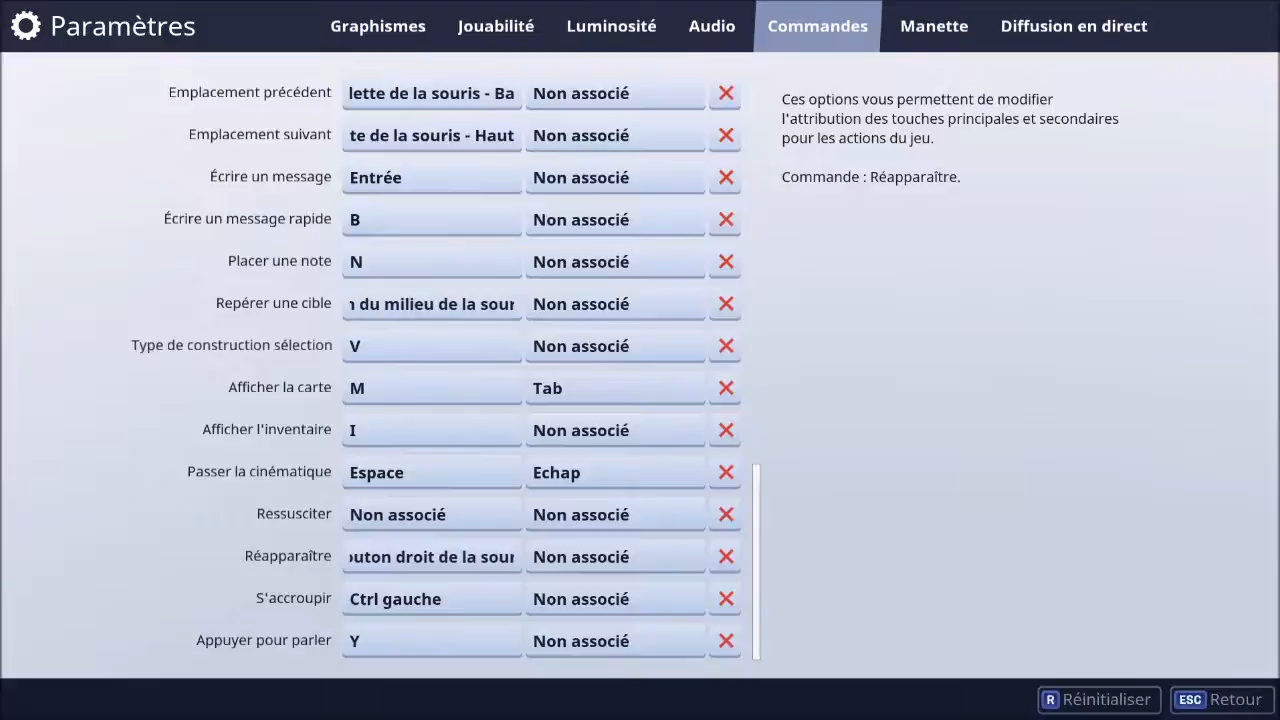 Paramètres
Graphismes Jouabilité Luminosité Audio Commandes Manette Diffusion en direct
Emplacement précédent lette de la souris - Ba Non associé
Emplacement suivant te de la souris - Haut Non associé
Écrire un message Entrée Non associé
Écrire un message rapide B Non associé
Placer une note N Non associé
Repérer une cible n du milieu de la sour Non associé
Type de construction sélection V Non associé
Afficher la carte M Tab
Afficher l'inventaire I Non associé
Passer la cinématique Espace Echap
Ressusciter Non associé Non associé
Réapparaître outon droit de la sour Non associé
S'accroupir Ctrl gauche Non associé
Appuyer pour parler Y Non associé
Ces options vous permettent de modifier
l'attribution des touches principales et secondaires
pour les actions du jeu.
Commande : Réapparaître.
R Réinitialiser ESC Retour